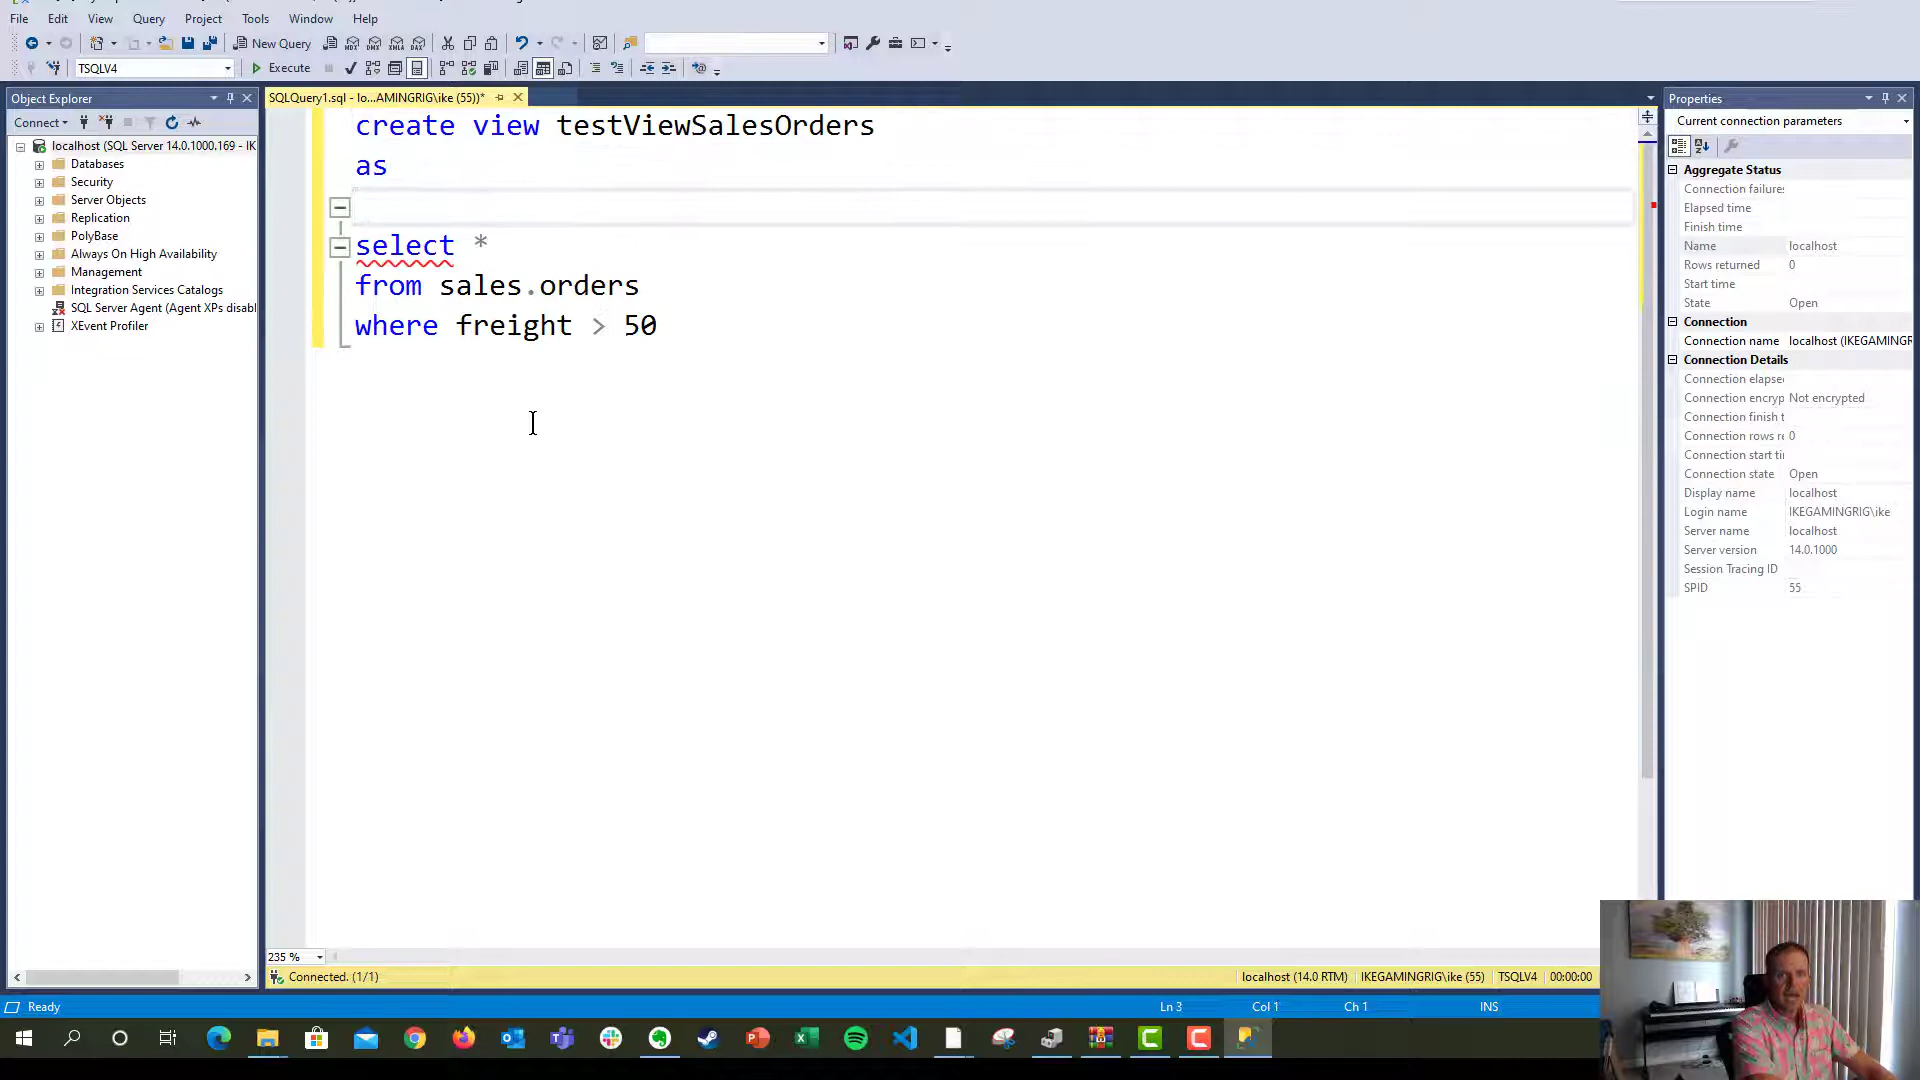 File Edit View Query Project Tools Window Help
New Query
TSQLV4 Execute
Object Explorer
Connect
localhost (SQL Server 14.0.1000.169 - IK
Databases
Security
Server Objects
Replication
PolyBase
Always On High Availability
Management
Integration Services Catalogs
SQL Server Agent (Agent XPs disabl
XEvent Profiler
SQLQuery1.sql - lo...AMINGRIG\ike (55))*
create view testViewSalesOrders
as
select *
from sales.orders
where freight > 50
235 %
Connected. (1/1)
localhost (14.0 RTM) IKEGAMINGRIG\ike (55) TSQLV4 00:00:00
Properties
Current connection parameters
Aggregate Status
Connection failures
Elapsed time
Finish time
Name localhost
Rows returned 0
Start time
State Open
Connection
Connection name localhost (IKEGAMINGR
Connection Details
Connection elapse
Connection encryp Not encrypted
Connection finish t
Connection rows re 0
Connection start ti
Connection state Open
Display name localhost
Login name IKEGAMINGRIG\ike
Server name localhost
Server version 14.0.1000
Session Tracing ID
SPID 55
Ready Ln 3 Col 1 Ch 1 INS